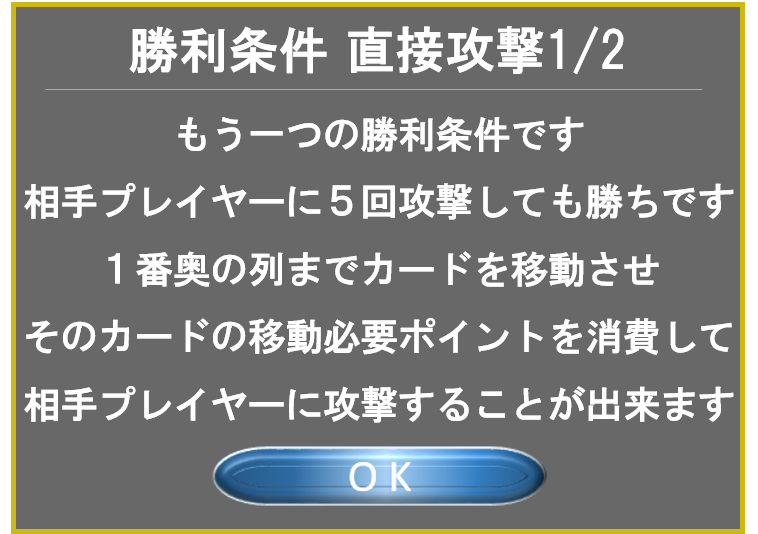 勝利条件 直接攻撃1/2
もう一つの勝利条件です
相手プレイヤーに５回攻撃しても勝ちです
１番奥の列までカードを移動させ
そのカードの移動必要ポイントを消費して
相手プレイヤーに攻撃することが出来ます
ＯＫ